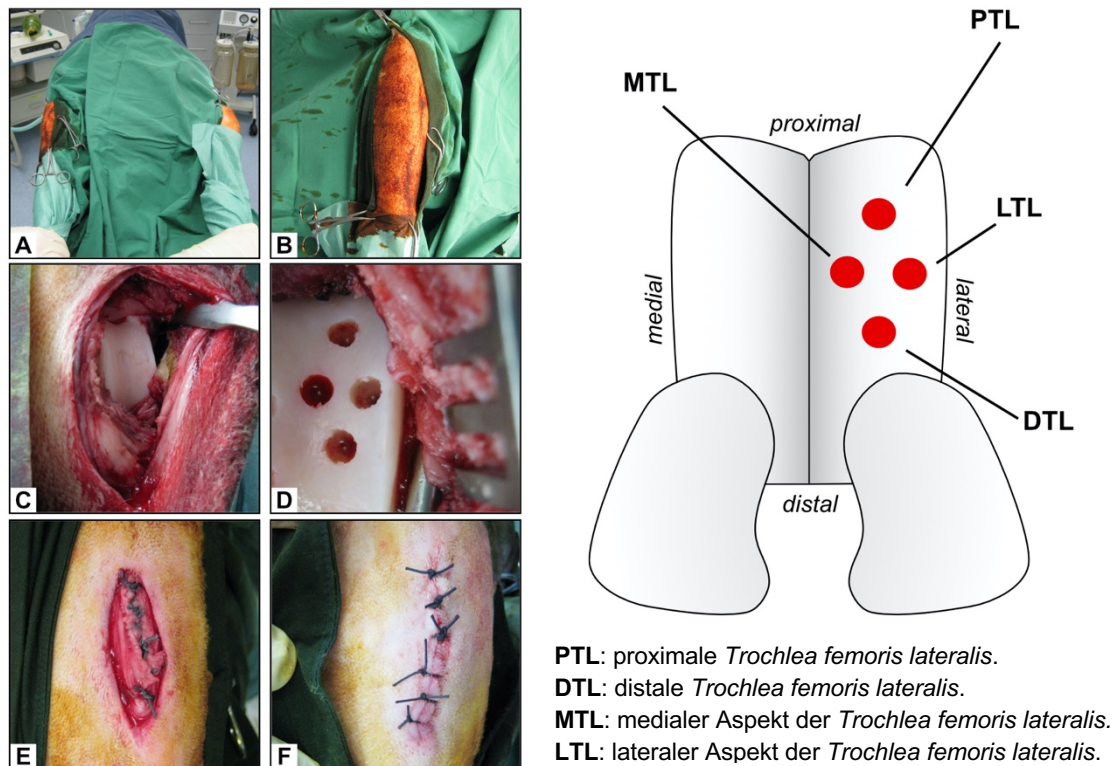 A
B
C
D
E
F
PTL
MTL
proximal
LTL
medial
lateral
DTL
distal
PTL: proximale Trochlea femoris lateralis.
DTL: distale Trochlea femoris lateralis.
MTL: medialer Aspekt der Trochlea femoris lateralis.
LTL: lateraler Aspekt der Trochlea femoris lateralis.